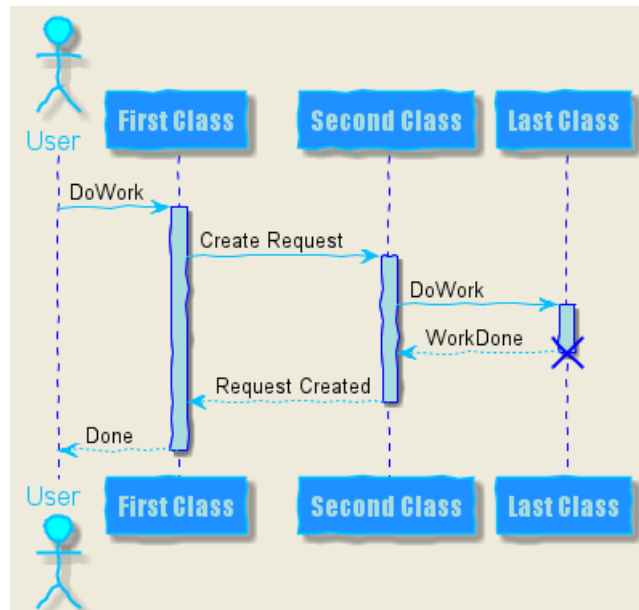 User
First Class
Second Class
Last Class
DoWork
Create Request
DoWork
WorkDone
Request Created
Done
User
First Class
Second Class
Last Class